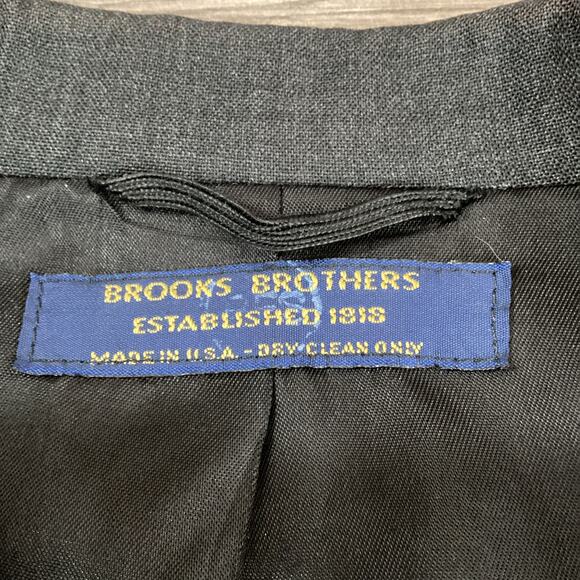 BROOKS BROTHERS
ESTABLISHED 1818
MADE IN U.S.A. - DRY CLEAN ONLY